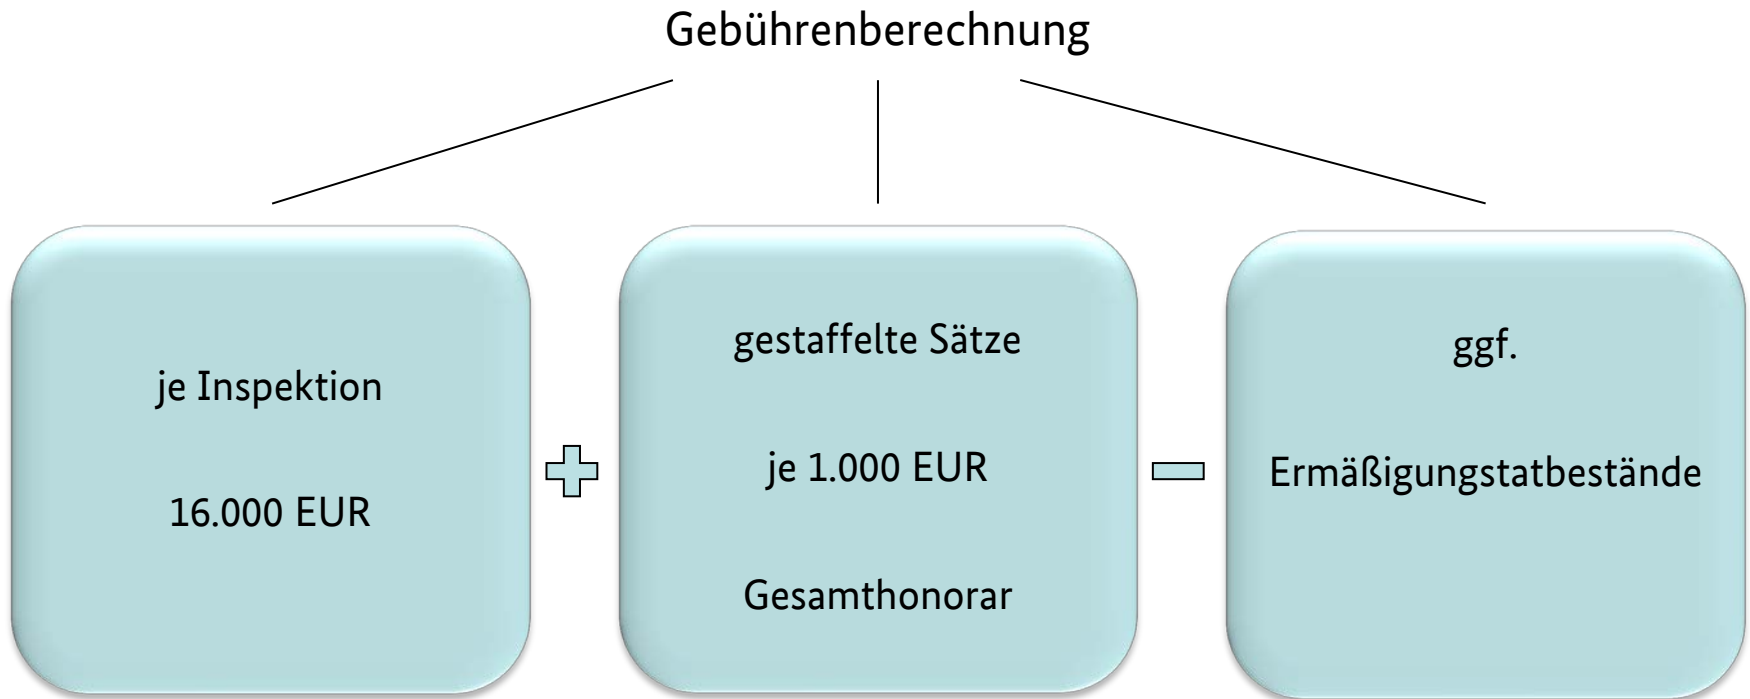 Gebührenberechnung
je Inspektion
16.000 EUR
gestaffelte Sätze
je 1.000 EUR
Gesamthonorar
ggf.
Ermäßigungstatbestände